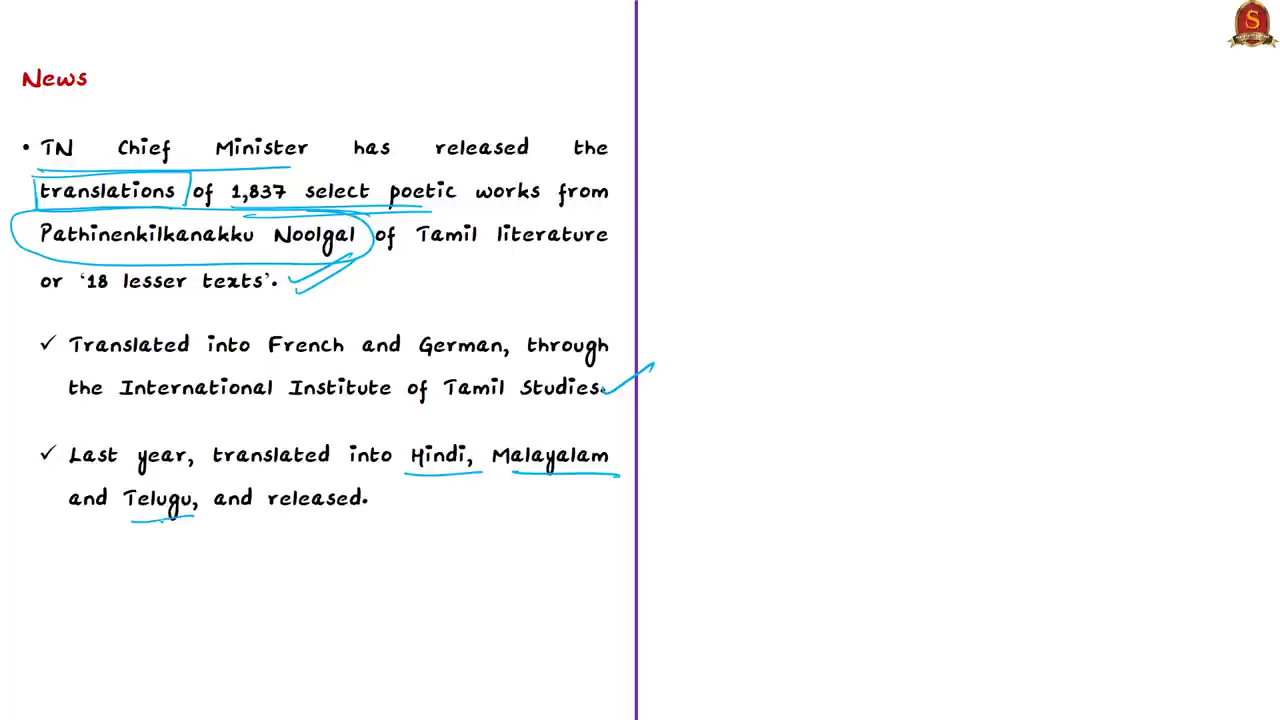 S
News
• TN Chief Minister has released the
translations of 1,837 select poetic works from
Pathinenkilkanakku Noolgal of Tamil literature
or '18 lesser texts'.
✓ Translated into French and German, through
the International Institute of Tamil Studies.
✓ Last year, translated into Hindi, Malayalam
and Telugu, and released.